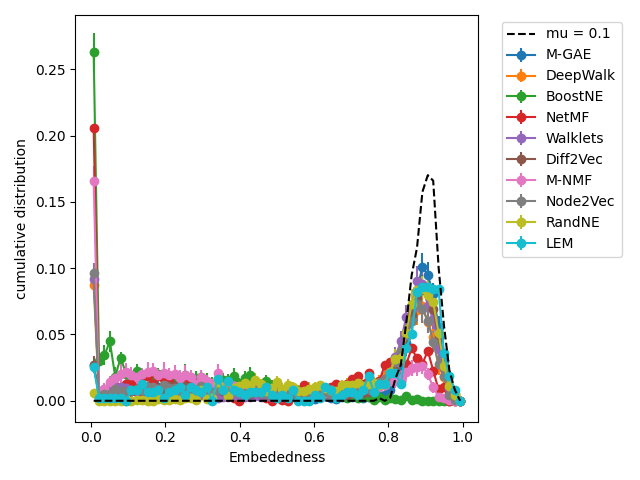 cumulative distribution
0.25
0.20
0.15
0.10
0.05
0.00
0.0 0.2 0.4 0.6 0.8 1.0
Embededness
mu = 0.1
M-GAE
DeepWalk
BoostNE
NetMF
Walklets
Diff2Vec
M-NMF
Node2Vec
RandNE
LEM